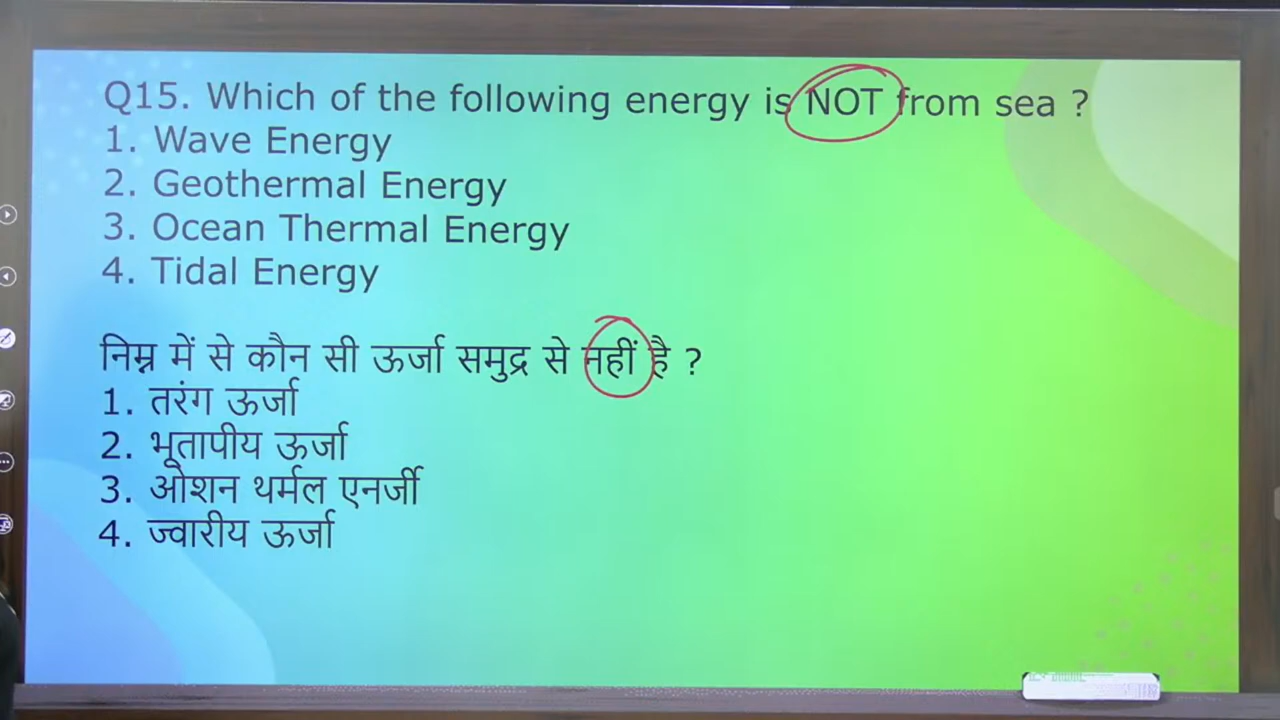 Q15. Which of the following energy is NOT from sea ?
1. Wave Energy
2. Geothermal Energy
3. Ocean Thermal Energy
4. Tidal Energy
निम्न में से कौन सी ऊर्जा समुद्र से नहीं है ?
1. तरंग ऊर्जा
2. भूतापीय ऊर्जा
3. ओशन थर्मल एनर्जी
4. ज्वारीय ऊर्जा